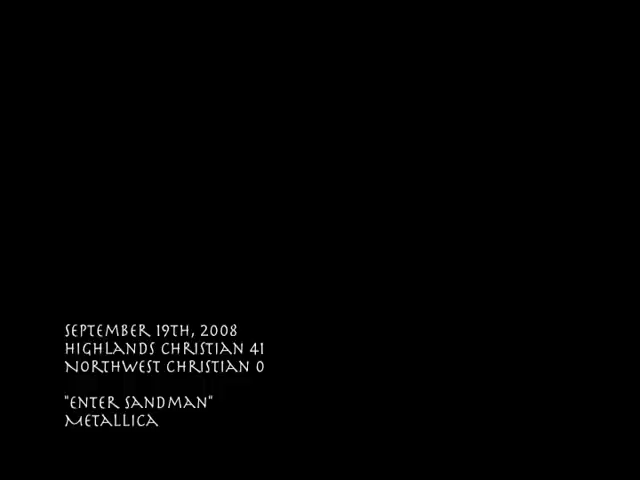 SEPTEMBER 19TH, 2008
HIGHLANDS CHRISTIAN 41
NORTHWEST CHRISTIAN 0
"ENTER SANDMAN"
METALLICA